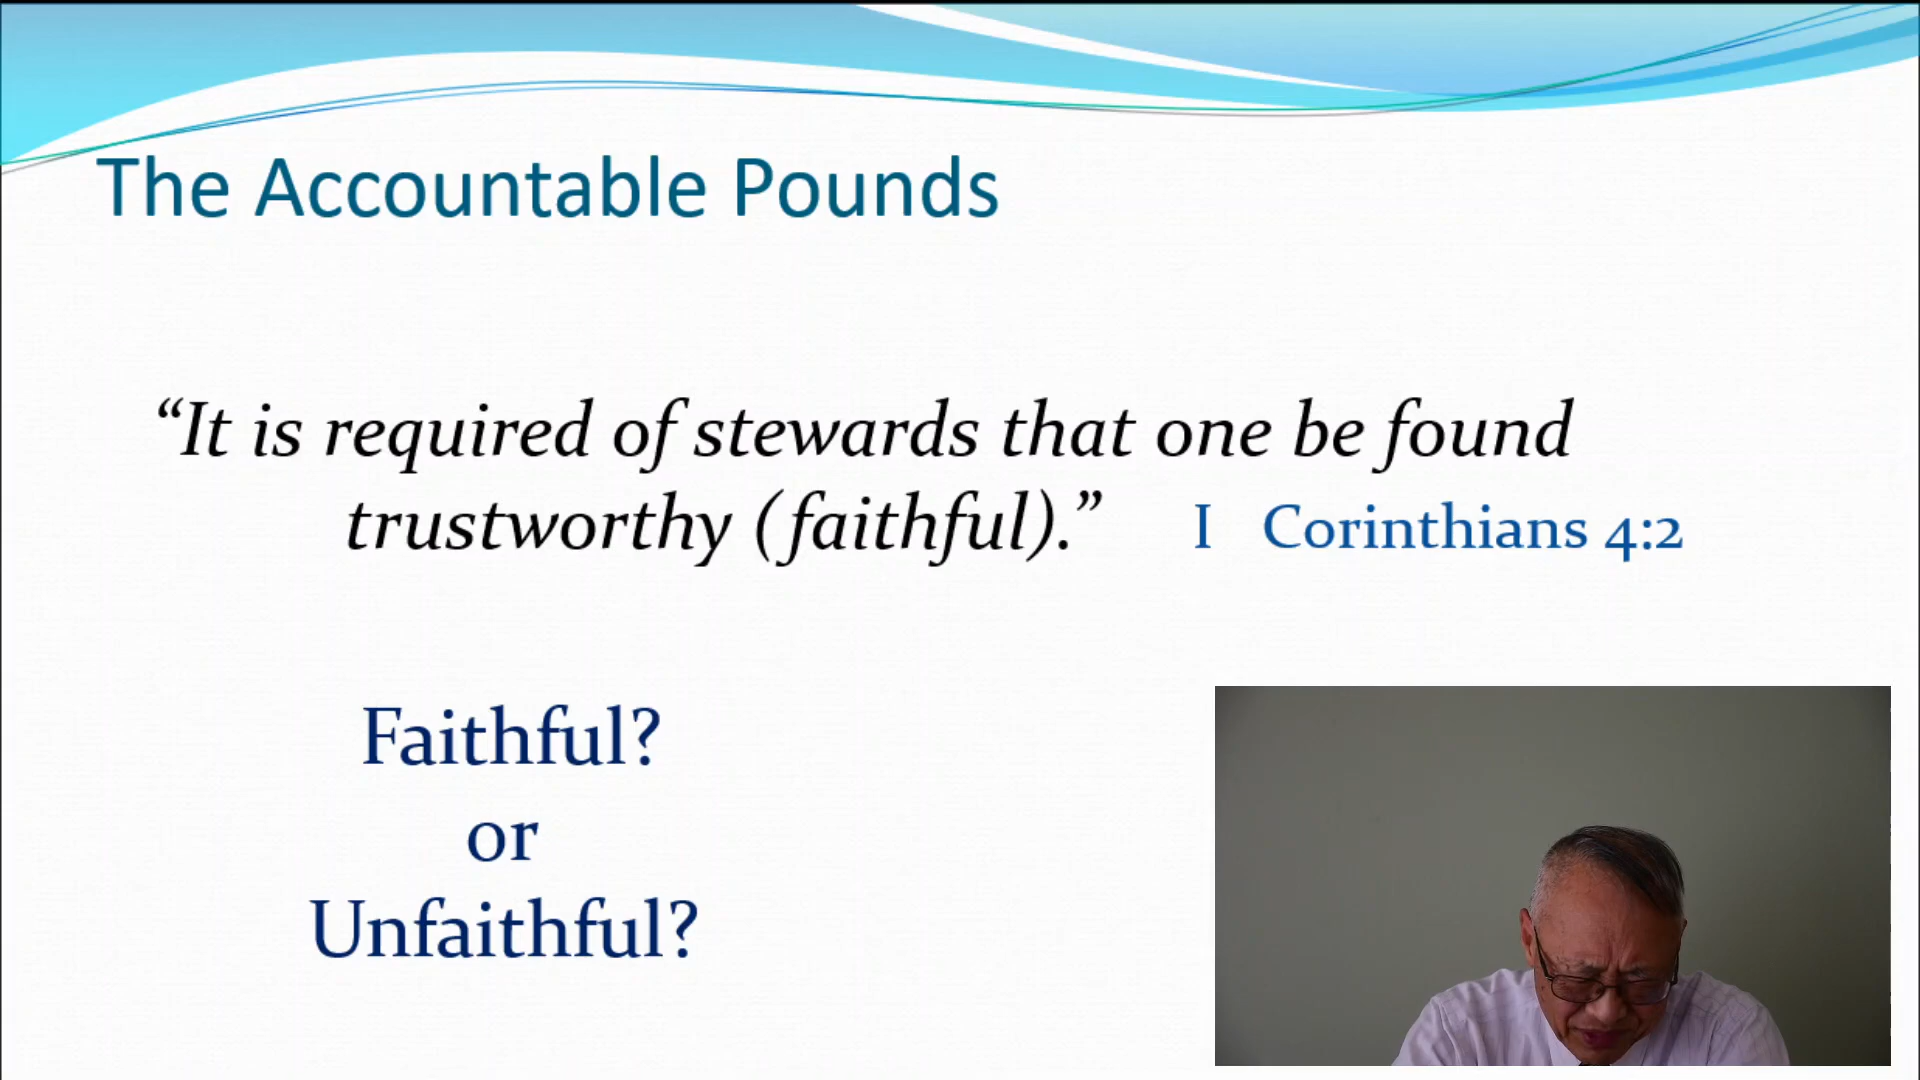 The Accountable Pounds
“It is required of stewards that one be found
trustworthy (faithful).” I Corinthians 4:2
Faithful?
or
Unfaithful?